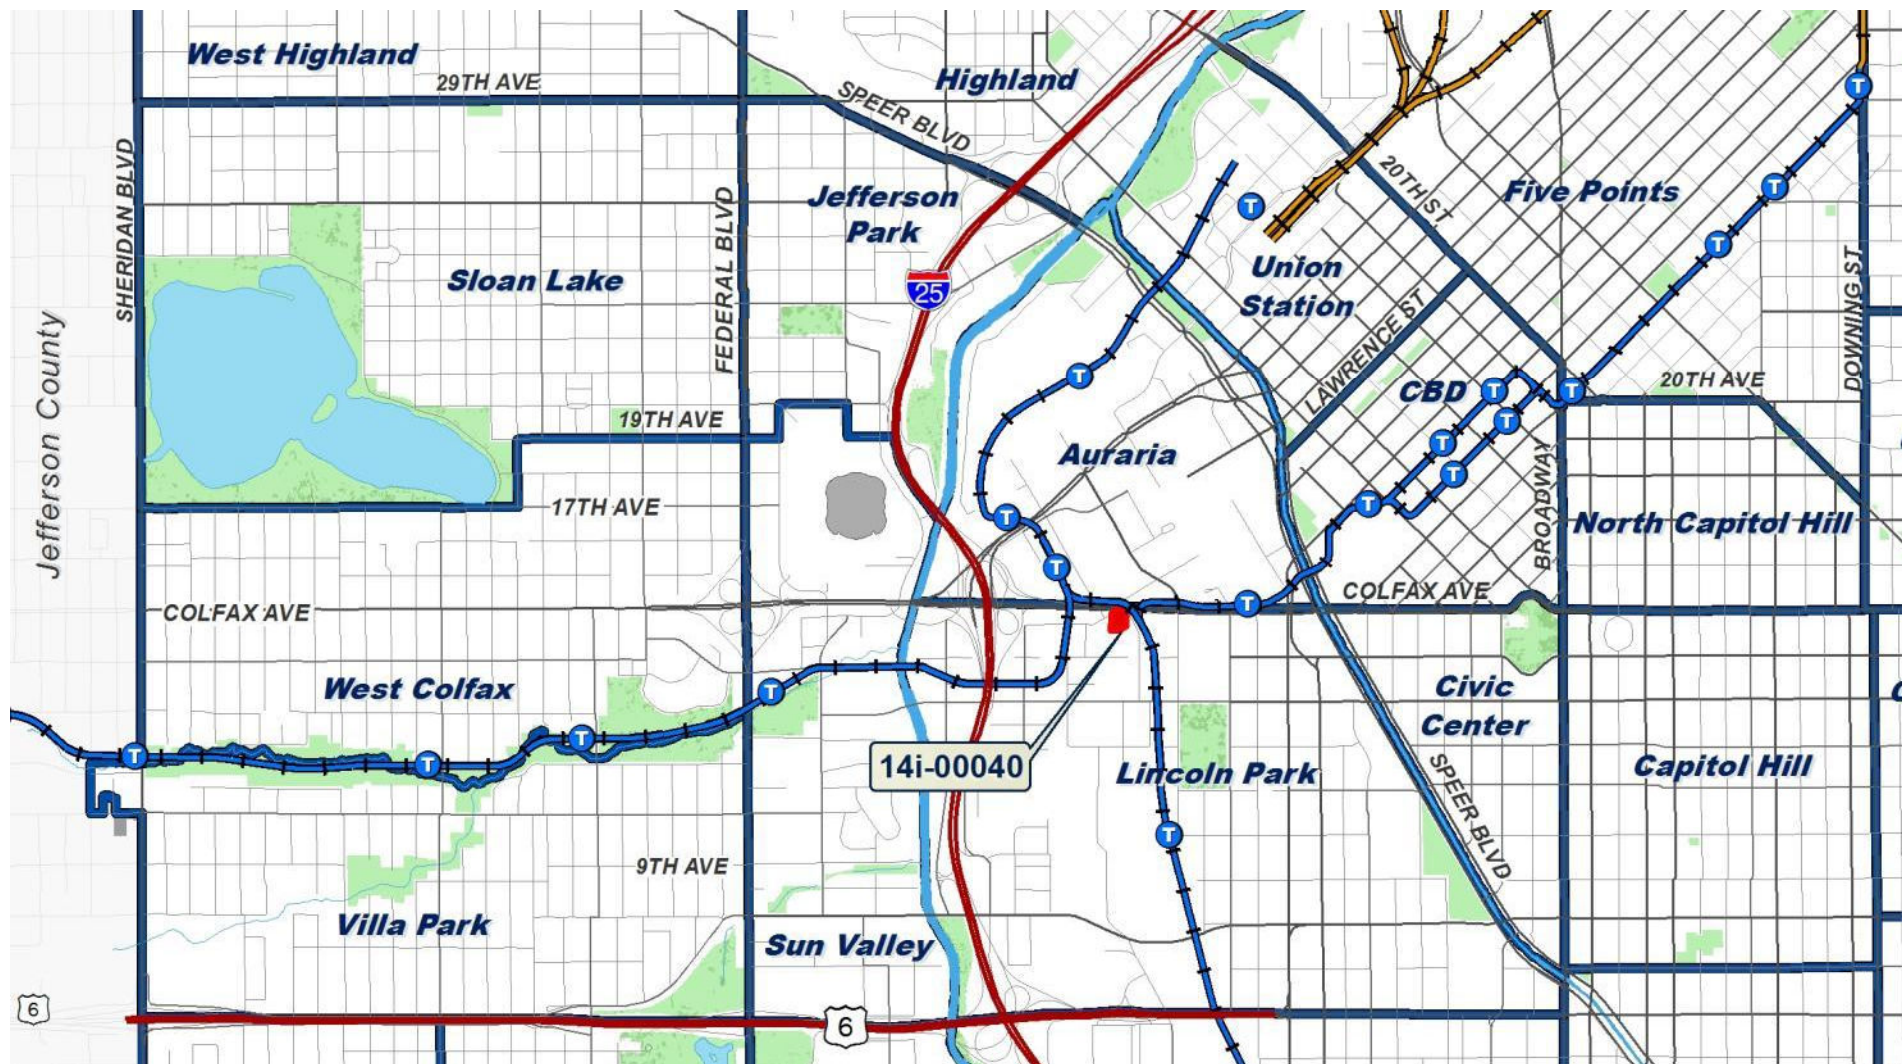 West Highland
29TH AVE
Highland
SPEER BLVD
SHERIDAN BLVD
Jefferson
Park
FEDERAL BLVD
20TH ST
Five Points
T
T
T
T
Sloan Lake
25
Union
Station
LAWRENCE ST
DOWNING ST
Jefferson County
T
CBD
T
T
20TH AVE
19TH AVE
Auraria
T
T
T
T
BROADWAY
17TH AVE
T
T
North Capitol Hill
T
COLFAX AVE
COLFAX AVE
T
West Colfax
T
T
T
T
Civic
Center
C
14i-00040
Lincoln Park
Capitol Hill
SPEER BLVD
T
9TH AVE
Villa Park
Sun Valley
6
6